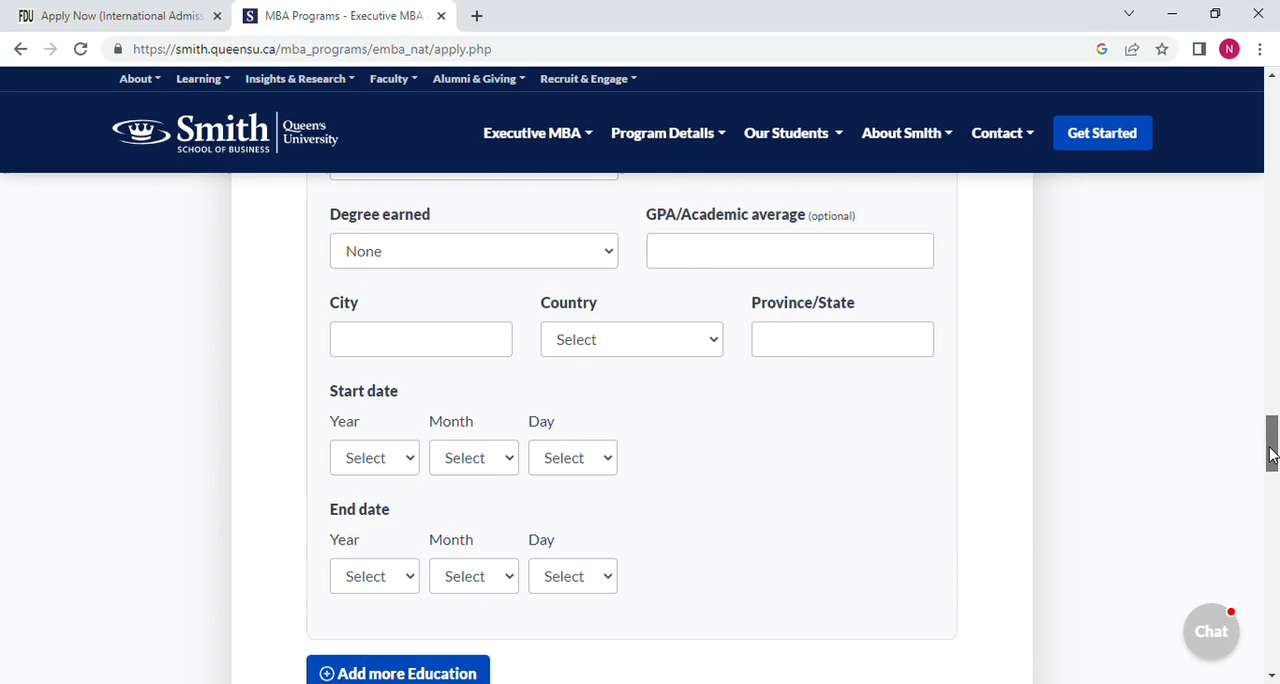 FDU Apply Now (International Admiss
S MBA Programs - Executive MBA
https://smith.queensu.ca/mba_programs/emba_nat/apply.php
G
N
About Learning Insights & Research Faculty Alumni & Giving Recruit & Engage
Smith Queen's University
SCHOOL OF BUSINESS
Executive MBA Program Details Our Students About Smith Contact Get Started
Degree earned GPA/Academic average (optional)
None
City Country Province/State
Select
Start date
Year Month Day
Select Select Select
End date
Year Month Day
Select Select Select
Chat
Add more Education